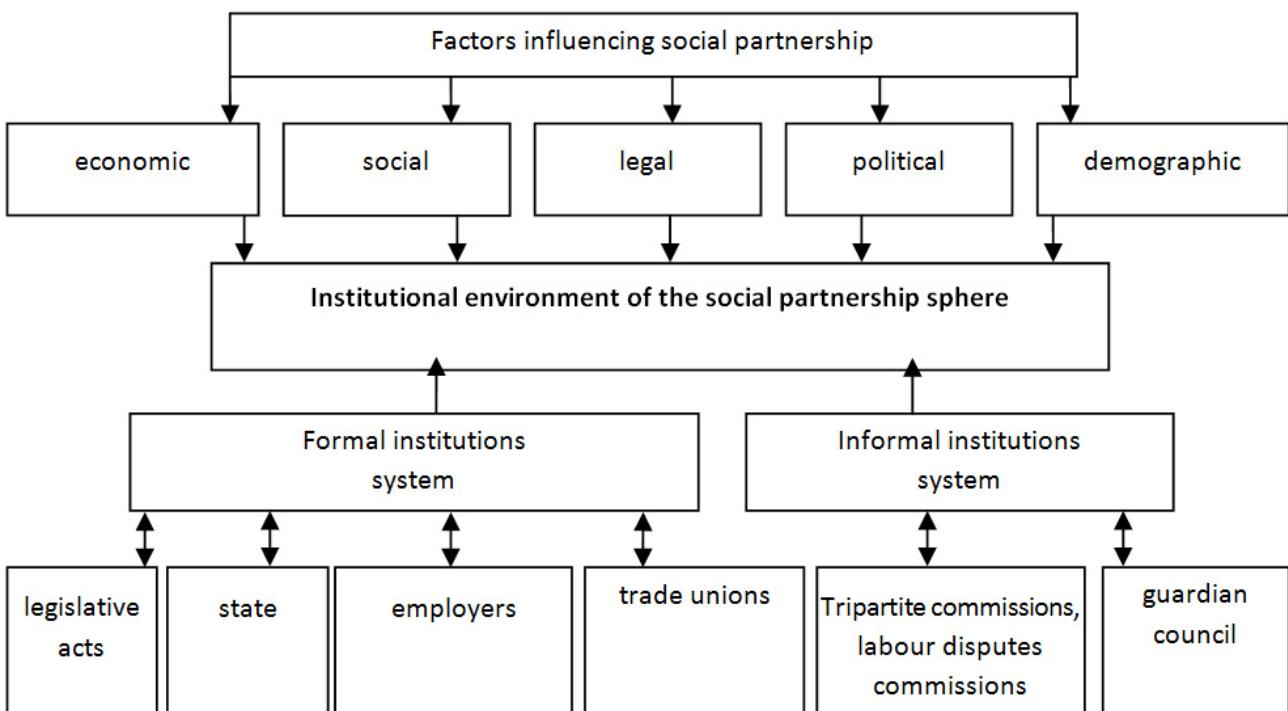 Factors influencing social partnership
economic
social
legal
political
demographic
Institutional environment of the social partnership sphere
Formal institutions
system
Informal institutions
system
legislative
acts
state
employers
trade unions
Tripartite commissions,
labour disputes
commissions
guardian
council